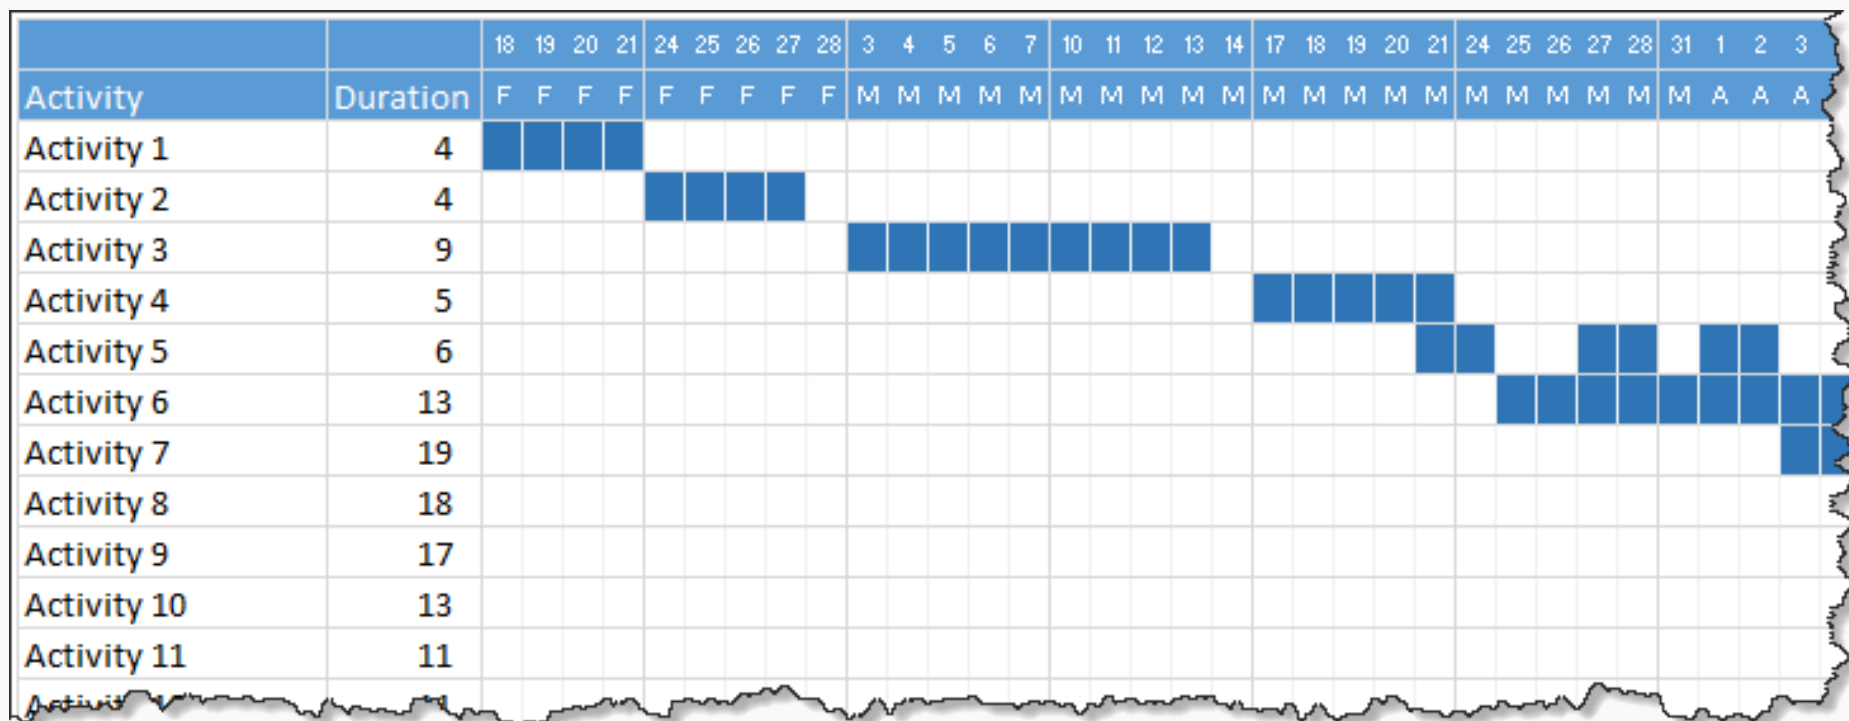 18 19 20 21 24 25 26 27 28 3 4 5 6 7 10 11 12 13 14 17 18 19 20 21 24 25 26 27 28 31 1 2 3
Activity Duration F F F F F F F F F M M M M M M M M M M M M M M M M M M M M M A A A
Activity 1 4
Activity 2 4
Activity 3 9
Activity 4 5
Activity 5 6
Activity 6 13
Activity 7 19
Activity 8 18
Activity 9 17
Activity 10 13
Activity 11 11